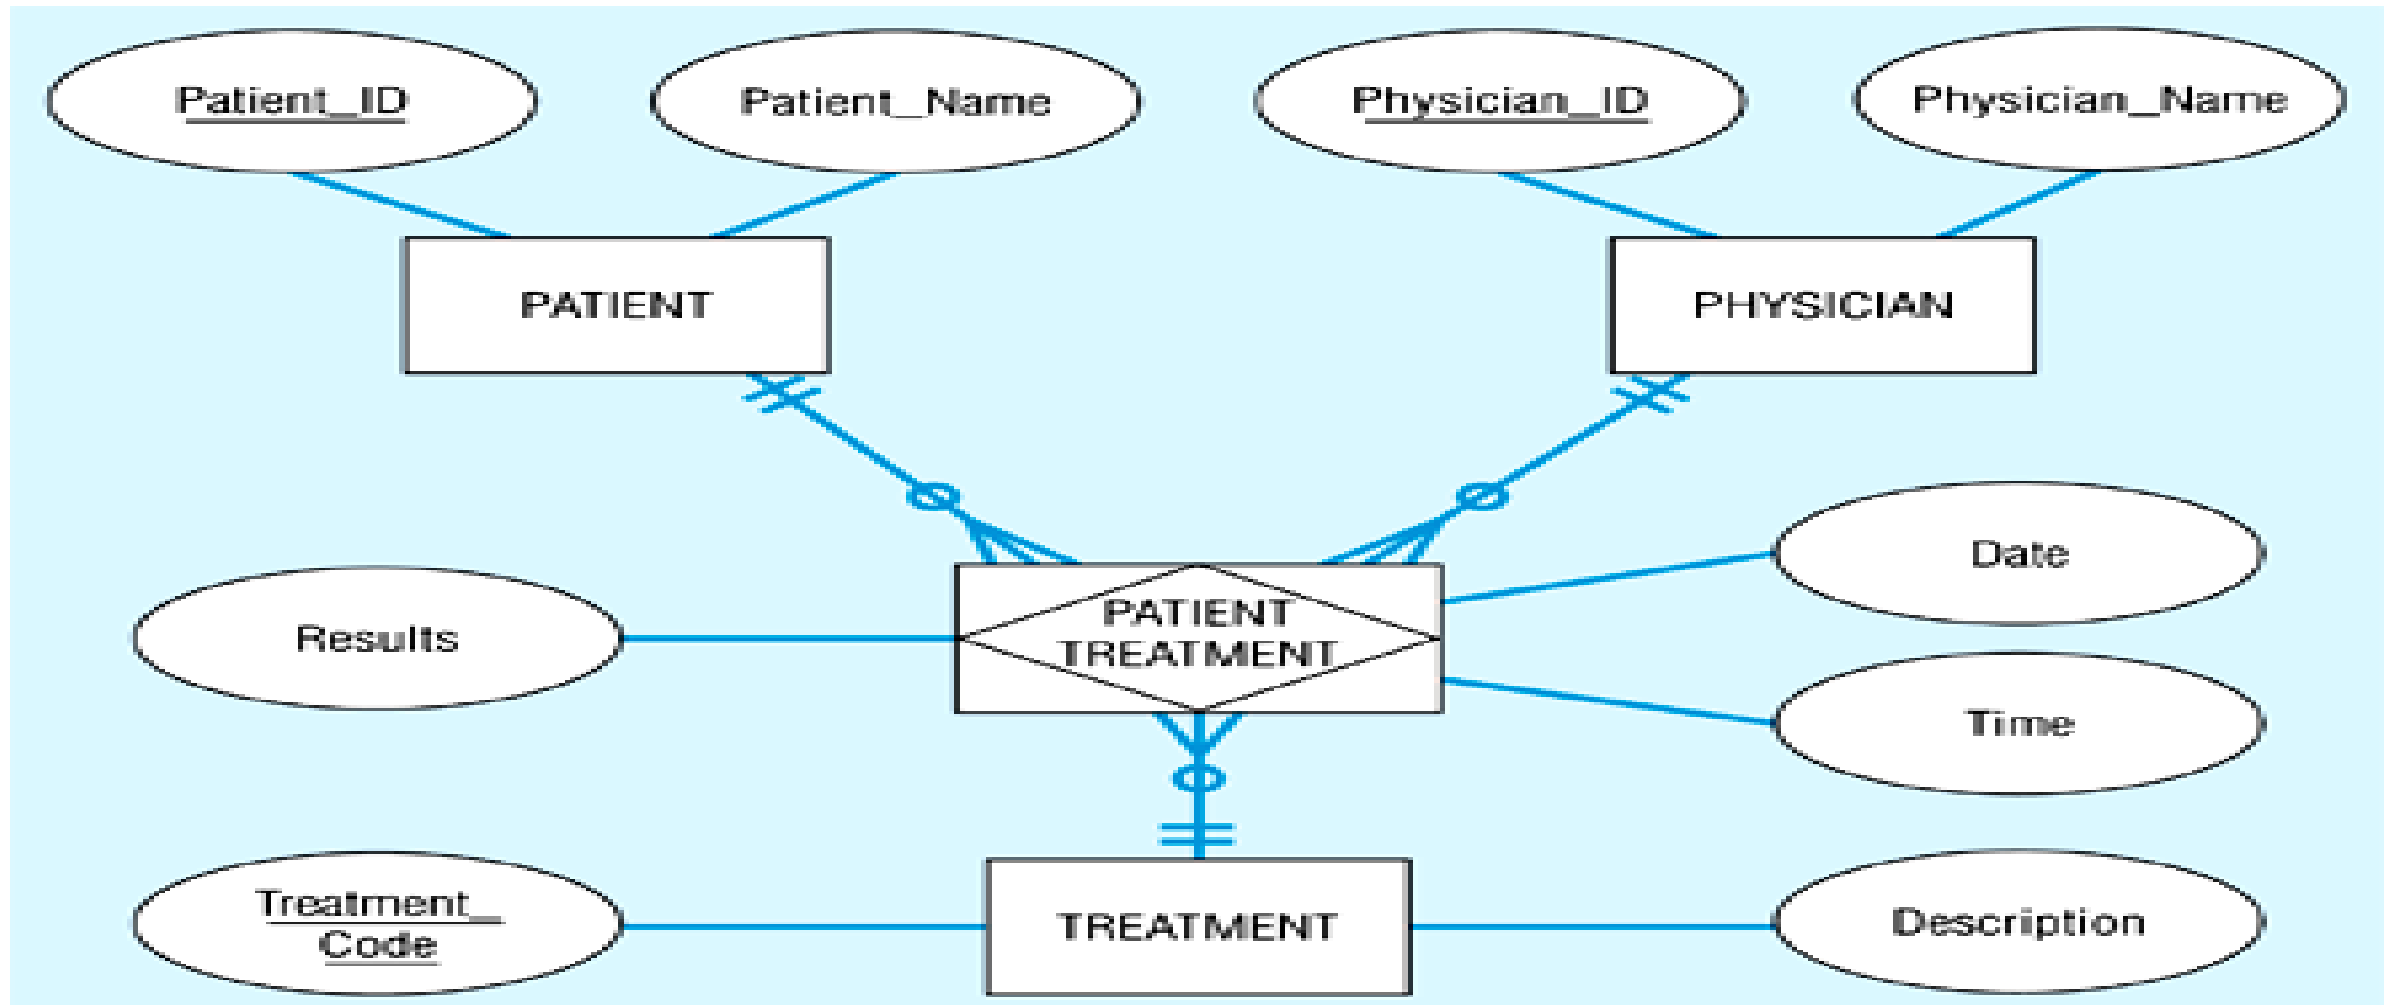 Patient_ID
Patient_Name
Physician_ID
Physician_Name
PATIENT
PHYSICIAN
Date
Results
PATIENT
TREATMENT
Time
Treatment_
Code
TREATMENT
Description